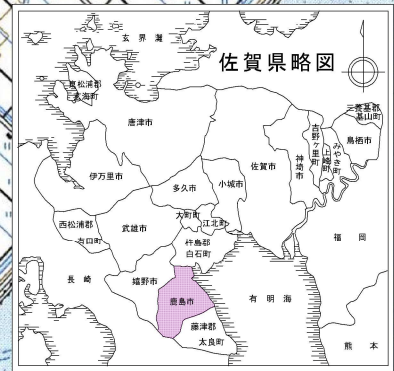 佐賀県略図
玄界灘
東松浦郡
玄海町
唐津市
三養基郡
基山町
鳥栖市
みやき町
上峰町
吉野ヶ里町
神埼市
佐賀市
小城市
多久市
伊万里市
大町町
江北町
西松浦郡
有田町
武雄市
杵島郡
白石町
福岡
長崎
嬉野市
鹿島市
有明海
藤津郡
太良町
熊本